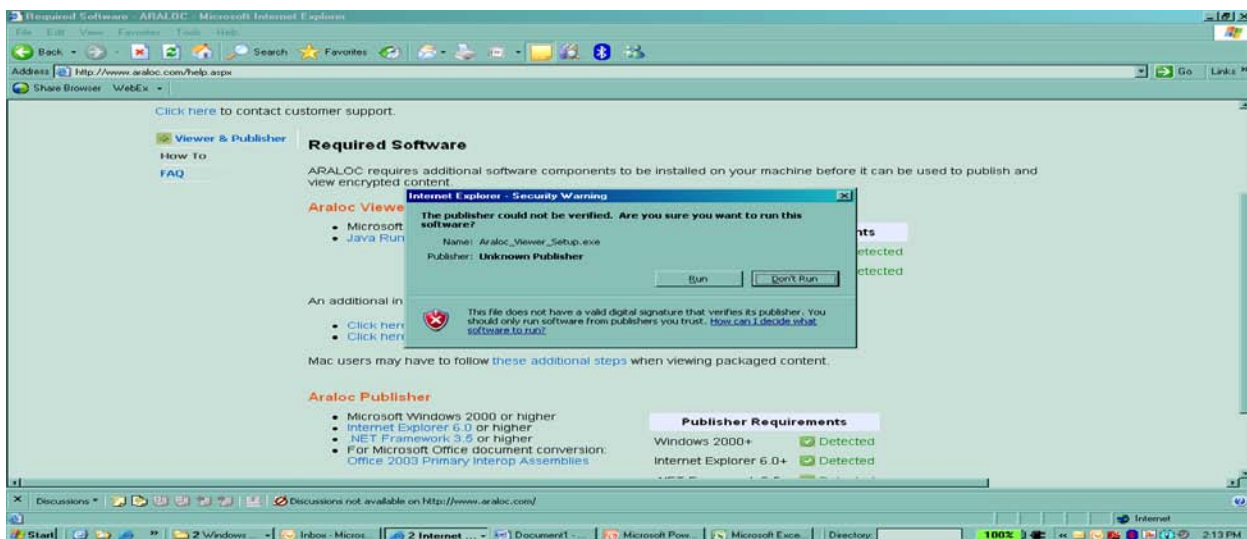 Required Software - ARALOC - Microsoft Internet Explorer
File Edit View Favorites Tools Help
Back Search Favorites
Address http://www.araloc.com/help.aspx Go Links »
Share Browser WebEx
Click here to contact customer support.
Viewer & Publisher
How To
FAQ
Required Software
ARALOC requires additional software components to be installed on your machine before it can be used to publish and
view encrypted content.
Araloc Viewe
• Microsoft
• Java Run
nts
etected
etected
An additional in
• Click her
• Click her
Internet Explorer - Security Warning
The publisher could not be verified. Are you sure you want to run this
software?
Name: Araloc_Viewer_Setup.exe
Publisher: Unknown Publisher
Run Don't Run
This file does not have a valid digital signature that verifies its publisher. You
should only run software from publishers you trust. How can I decide what
software to run?
Mac users may have to follow these additional steps when viewing packaged content.
Araloc Publisher
• Microsoft Windows 2000 or higher
• Internet Explorer 6.0 or higher
• .NET Framework 3.5 or higher
• For Microsoft Office document conversion:
Office 2003 Primary Interop Assemblies
Publisher Requirements
Windows 2000+ Detected
Internet Explorer 6.0+ Detected
Discussions Discussions not available on http://www.araloc.com/
Internet
Start » 2 Windows ... Inbox - Micros... 2 Internet ... Document1 - ... Microsoft Pow... Microsoft Exce... Directory: 100% « 2:13 PM